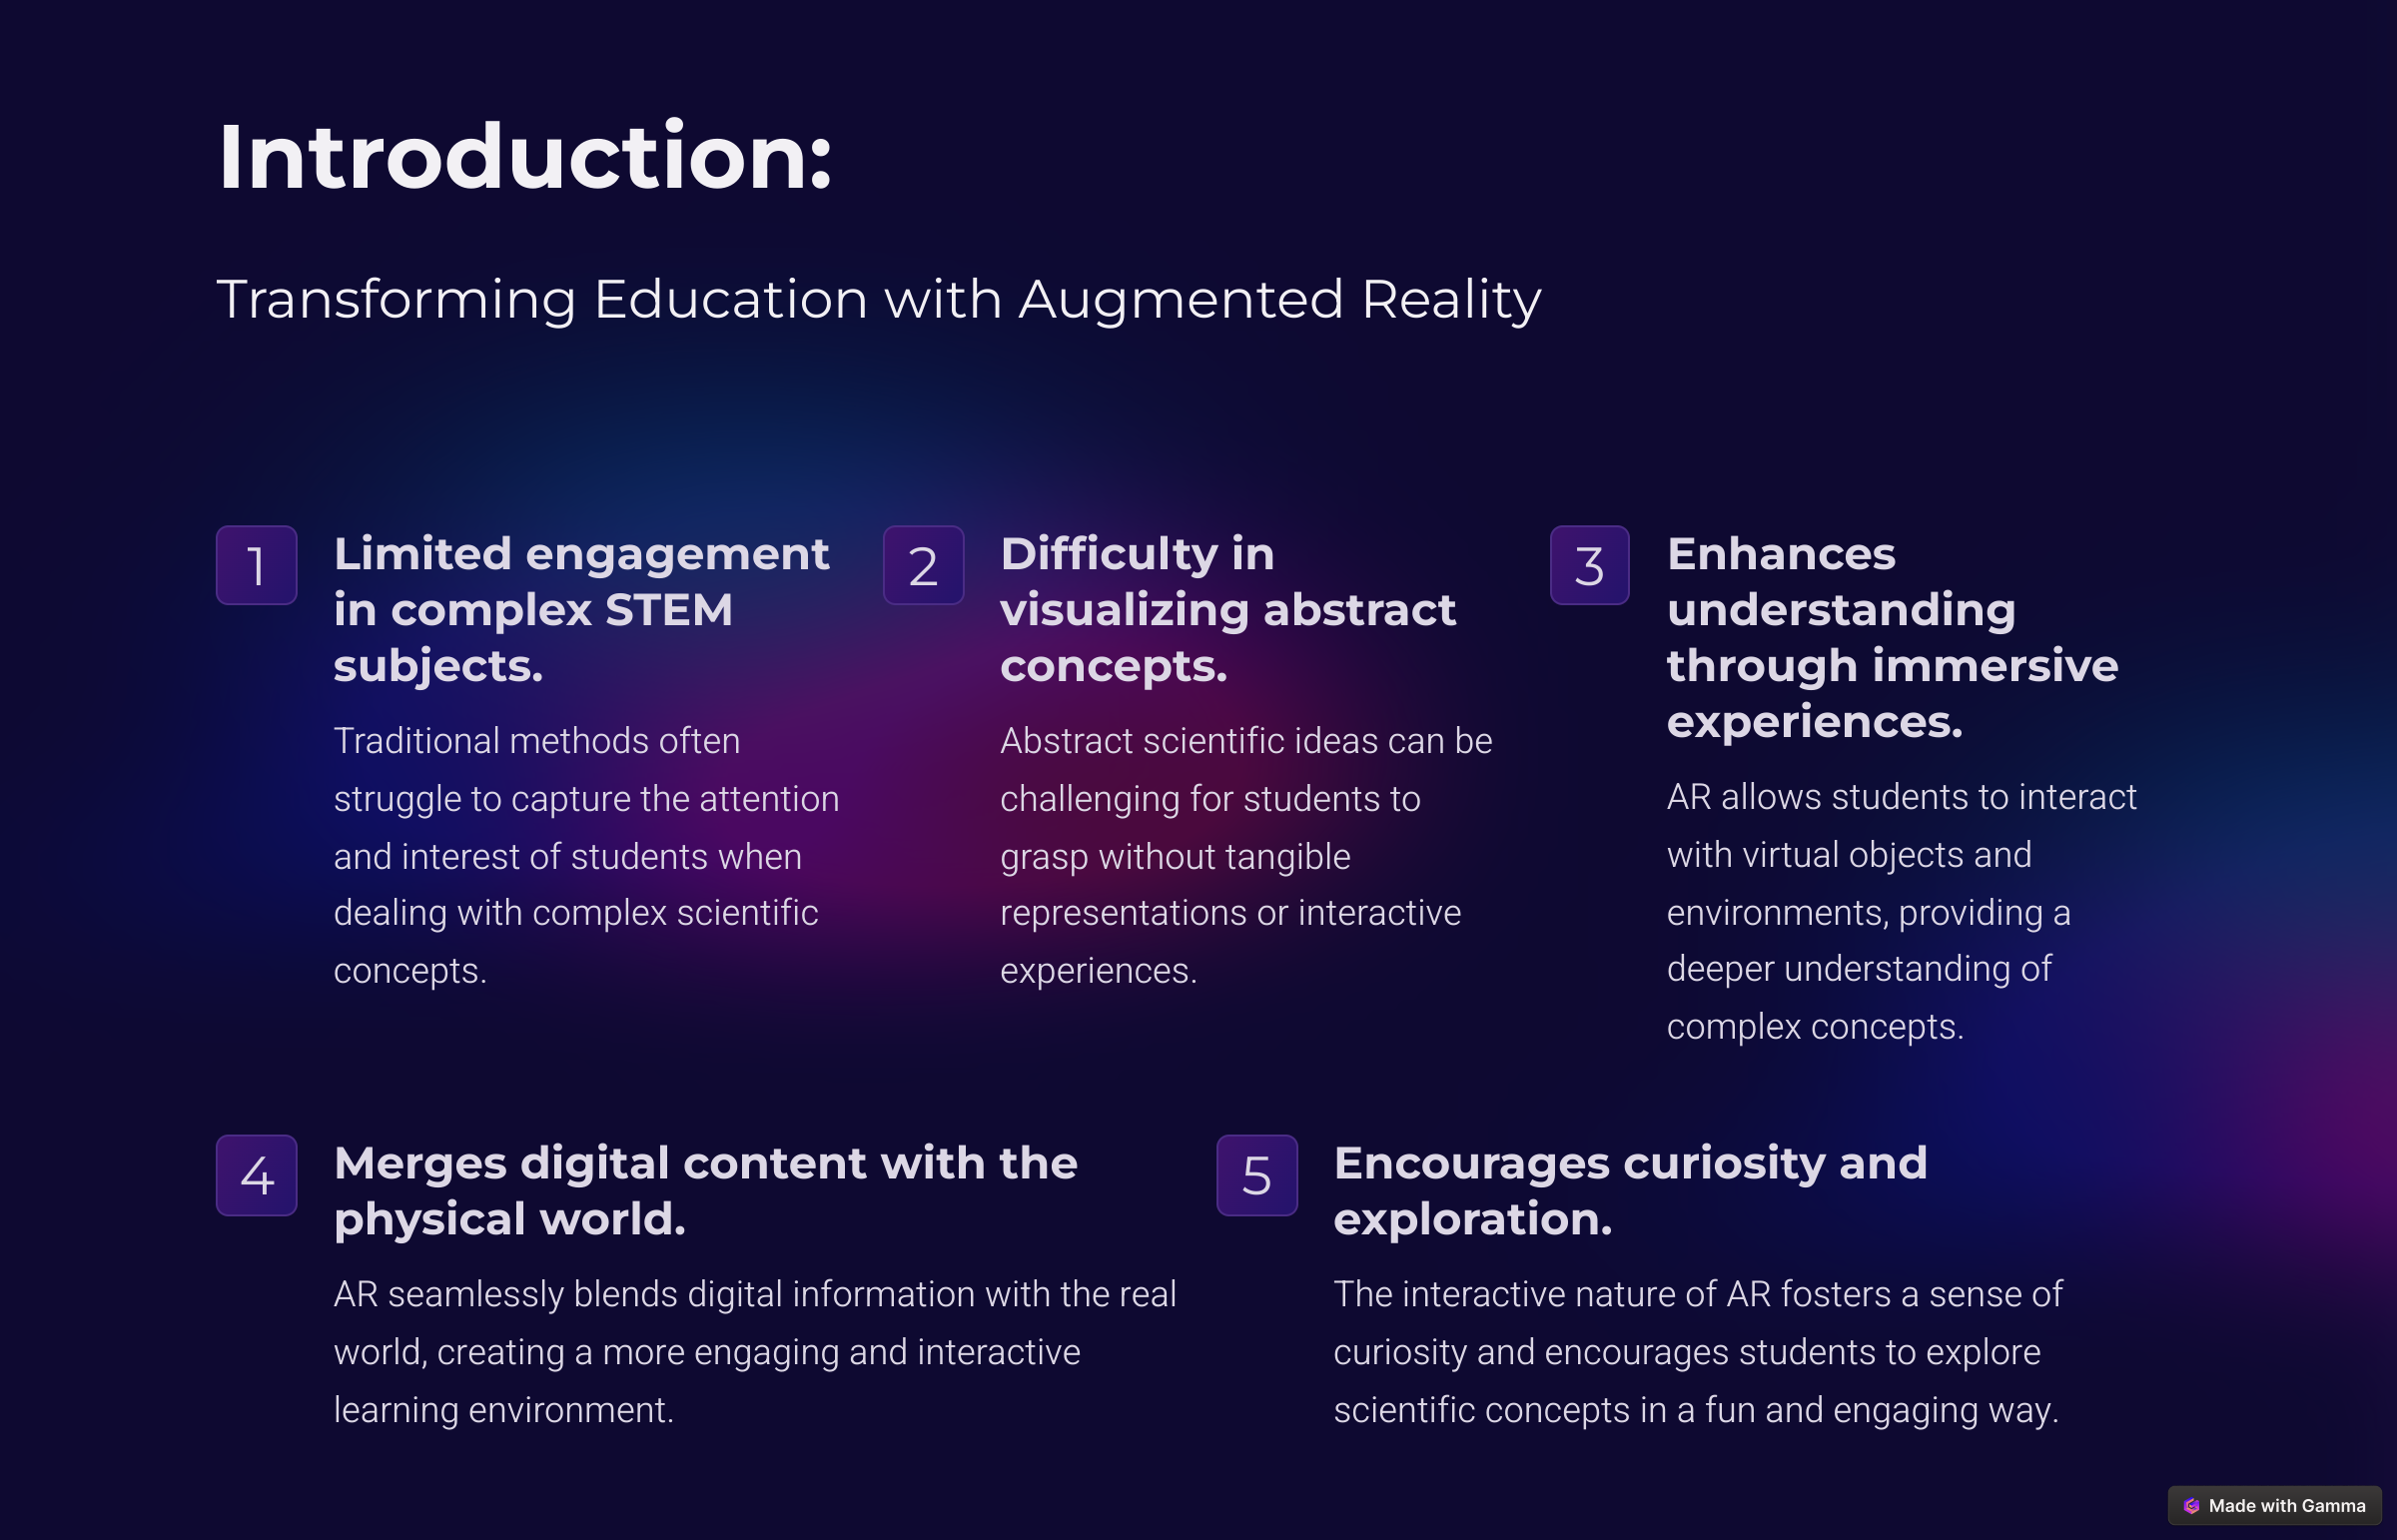 Introduction:
Transforming Education with Augmented Reality
1
Limited engagement
in complex STEM
subjects.
Traditional methods often
struggle to capture the attention
and interest of students when
dealing with complex scientific
concepts.
2
Difficulty in
visualizing abstract
concepts.
Abstract scientific ideas can be
challenging for students to
grasp without tangible
representations or interactive
experiences.
3
Enhances
understanding
through immersive
experiences.
AR allows students to interact
with virtual objects and
environments, providing a
deeper understanding of
complex concepts.
4
Merges digital content with the
physical world.
AR seamlessly blends digital information with the real
world, creating a more engaging and interactive
learning environment.
5
Encourages curiosity and
exploration.
The interactive nature of AR fosters a sense of
curiosity and encourages students to explore
scientific concepts in a fun and engaging way.
Made with Gamma